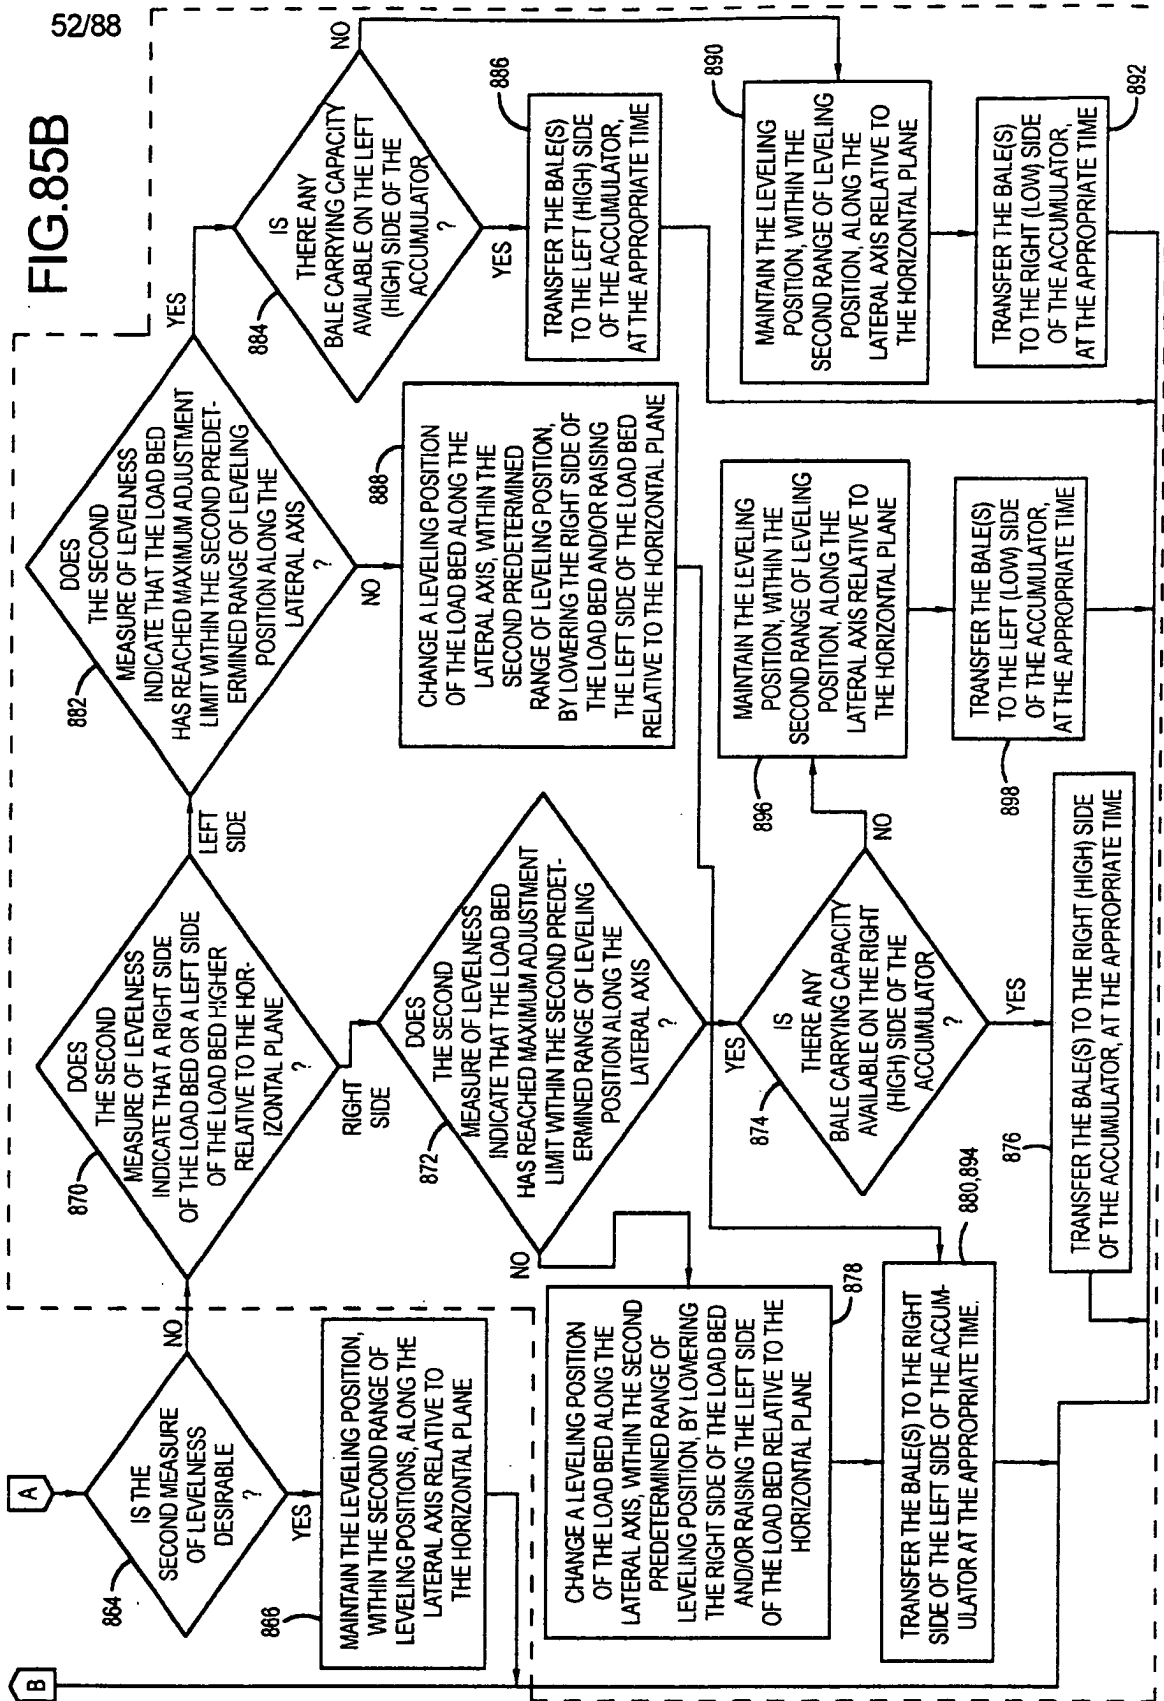 52/88
FIG.85B
B
A
864
IS THE
SECOND MEASURE
OF LEVELNESS
DESIRABLE
?
NO
YES
866
MAINTAIN THE LEVELING POSITION,
WITHIN THE SECOND RANGE OF
LEVELING POSITIONS, ALONG THE
LATERAL AXIS RELATIVE TO
THE HORIZONTAL PLANE
870
DOES
THE SECOND
MEASURE OF LEVELNESS
INDICATE THAT A RIGHT SIDE
OF THE LOAD BED OR A LEFT SIDE
OF THE LOAD BED HIGHER
RELATIVE TO THE HOR-
IZONTAL PLANE
?
LEFT
SIDE
RIGHT
SIDE
872
DOES
THE SECOND
MEASURE OF LEVELNESS
INDICATE THAT THE LOAD BED
HAS REACHED MAXIMUM ADJUSTMENT
LIMIT WITHIN THE SECOND PREDET-
ERMINED RANGE OF LEVELING
POSITION ALONG THE
LATERAL AXIS
?
NO
YES
878
CHANGE A LEVELING POSITION
OF THE LOAD BED ALONG THE
LATERAL AXIS, WITHIN THE SECOND
PREDETERMINED RANGE OF
LEVELING POSITION, BY LOWERING
THE RIGHT SIDE OF THE LOAD BED
AND/OR RAISING THE LEFT SIDE
OF THE LOAD BED RELATIVE TO THE
HORIZONTAL PLANE
880,894
TRANSFER THE BALE(S) TO THE RIGHT
SIDE OF THE LEFT SIDE OF THE ACCUM-
ULATOR AT THE APPROPRIATE TIME.
874
IS
THERE ANY
BALE CARRYING CAPACITY
AVAILABLE ON THE RIGHT
(HIGH) SIDE OF THE
ACCUMULATOR
?
NO
YES
876
TRANSFER THE BALE(S) TO THE RIGHT (HIGH) SIDE
OF THE ACCUMULATOR, AT THE APPROPRIATE TIME
882
DOES
THE SECOND
MEASURE OF LEVELNESS
INDICATE THAT THE LOAD BED
HAS REACHED MAXIMUM ADJUSTMENT
LIMIT WITHIN THE SECOND PREDET-
ERMINED RANGE OF LEVELING
POSITION ALONG THE
LATERAL AXIS
?
YES
NO
888
CHANGE A LEVELING POSITION
OF THE LOAD BED ALONG THE
LATERAL AXIS, WITHIN THE
SECOND PREDETERMINED
RANGE OF LEVELING POSITION,
BY LOWERING THE RIGHT SIDE OF
THE LOAD BED AND/OR RAISING
THE LEFT SIDE OF THE LOAD BED
RELATIVE TO THE HORIZONTAL PLANE
896
MAINTAIN THE LEVELING
POSITION, WITHIN THE
SECOND RANGE OF LEVELING
POSITION, ALONG THE
LATERAL AXIS RELATIVE TO
THE HORIZONTAL PLANE
898
TRANSFER THE BALE(S)
TO THE LEFT (LOW) SIDE
OF THE ACCUMULATOR,
AT THE APPROPRIATE TIME
884
IS
THERE ANY
BALE CARRYING CAPACITY
AVAILABLE ON THE LEFT
(HIGH) SIDE OF THE
ACCUMULATOR
?
NO
YES
886
TRANSFER THE BALE(S)
TO THE LEFT (HIGH) SIDE
OF THE ACCUMULATOR,
AT THE APPROPRIATE TIME
890
MAINTAIN THE LEVELING
POSITION, WITHIN THE
SECOND RANGE OF LEVELING
POSITION, ALONG THE
LATERAL AXIS RELATIVE TO
THE HORIZONTAL PLANE
892
TRANSFER THE BALE(S)
TO THE RIGHT (LOW) SIDE
OF THE ACCUMULATOR,
AT THE APPROPRIATE TIME